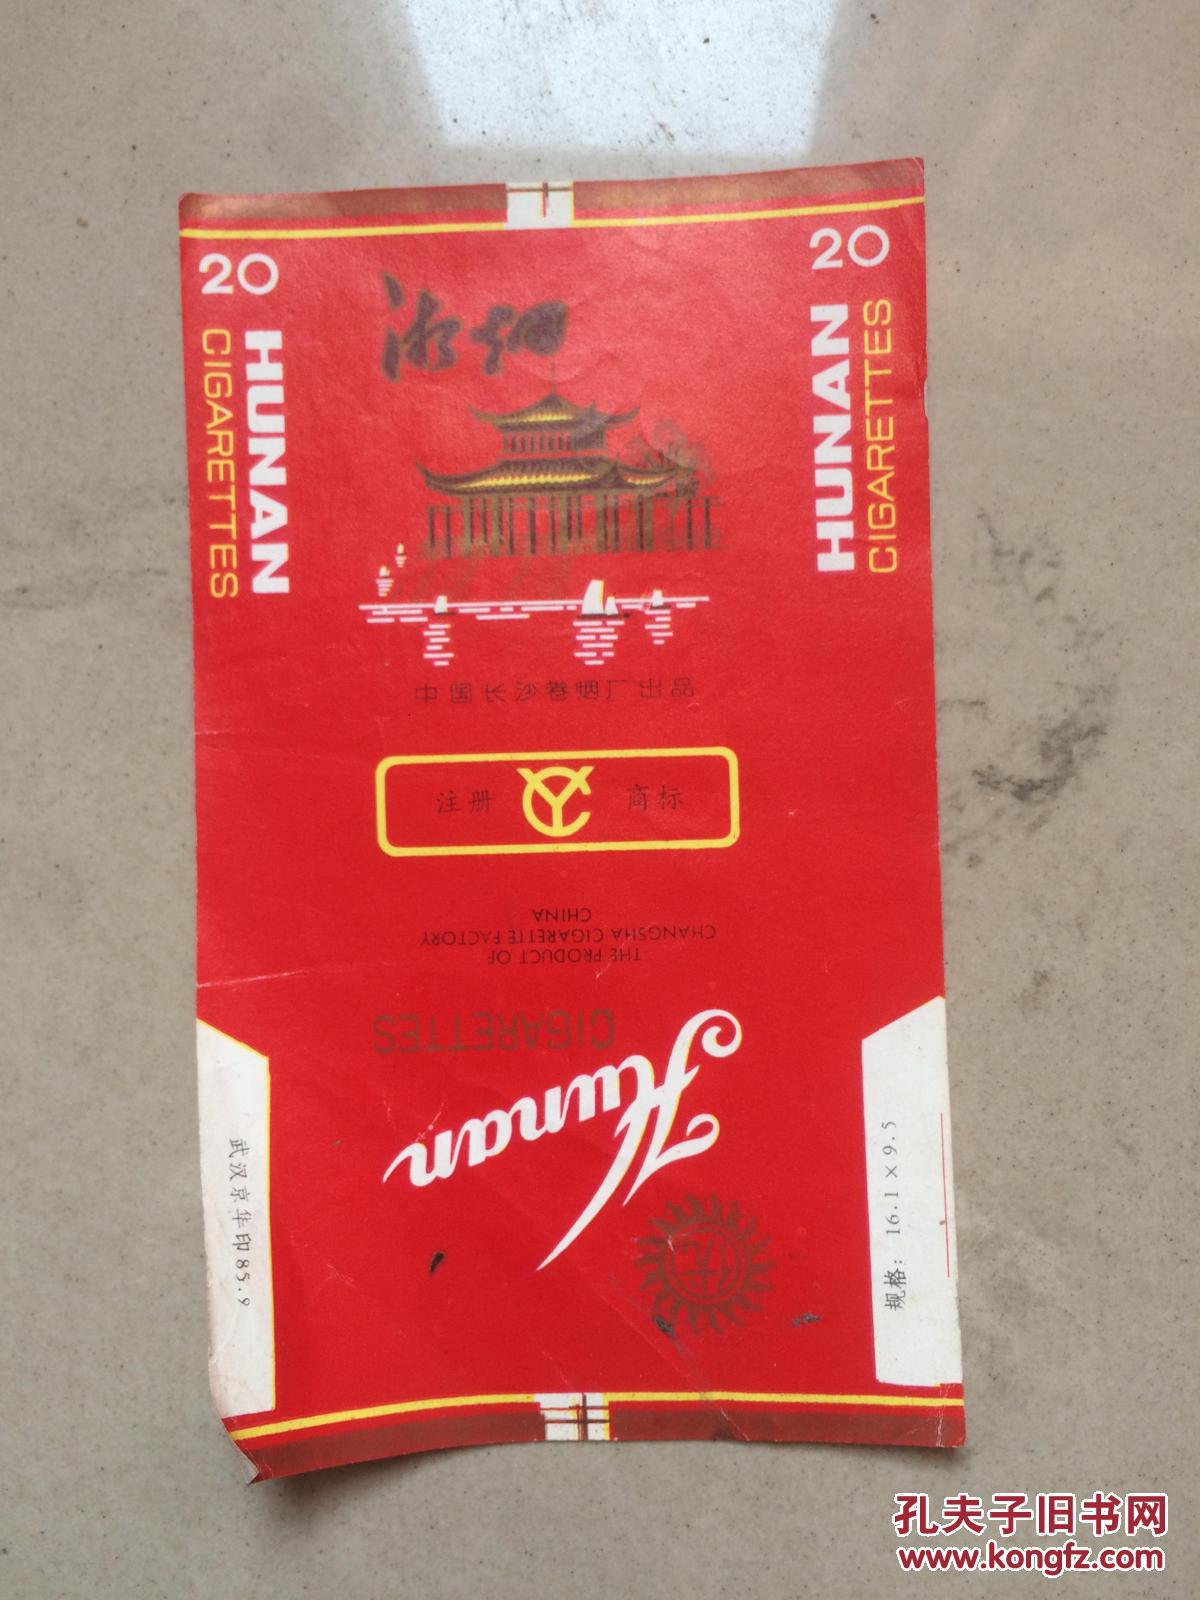 20
HUNAN
CIGARETTES
湘烟
20
HUNAN
CIGARETTES
中国长沙卷烟厂出品
注册 商标
THE PRODUCT OF
CHANGSHA CIGARETTE FACTORY
CHINA
CIGARETTES
Hunan
优
武汉京华印85.9
规格: 16.1×9.5
孔夫子旧书网
www.kongfz.com